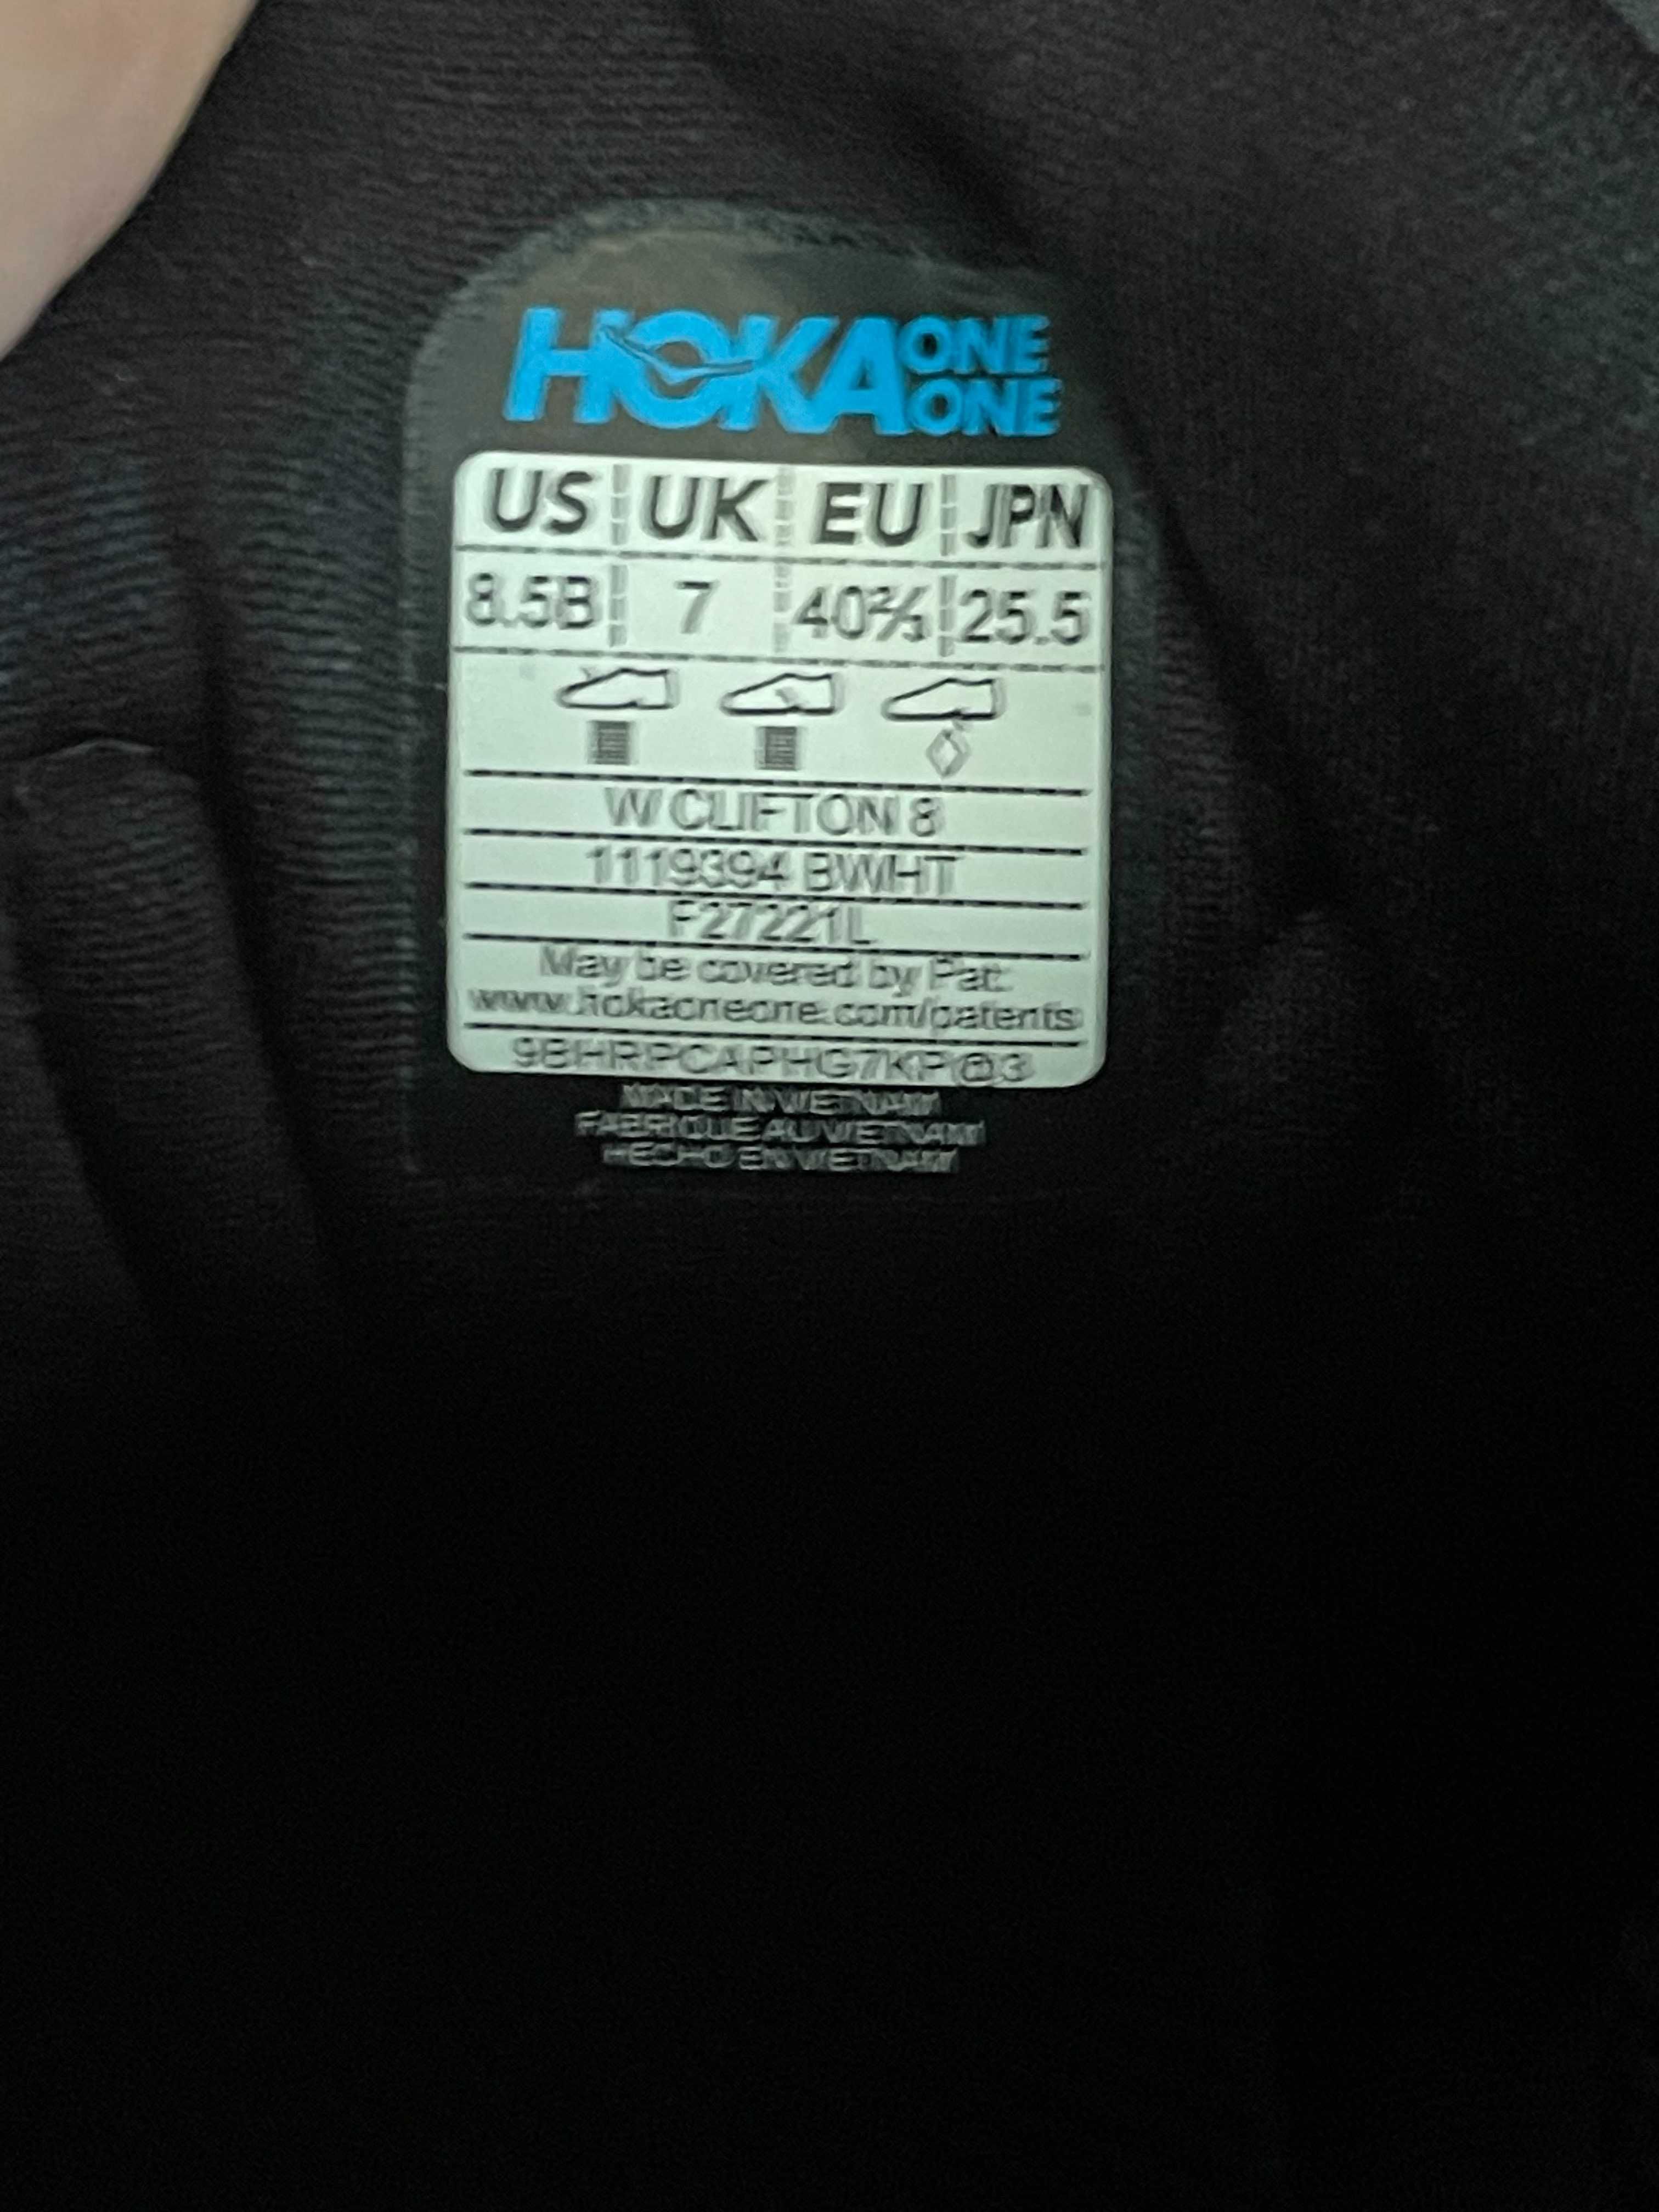 HOKA ONE ONE
US UK EU JPN
8.5B 7 40⅔ 25.5
W CLIFTON 8
1119394 BWHT
F27221L
May be covered by Pat:
www.hokaoneone.com/patents
9BHRPCAPHG7KP@3
MADE IN VIETNAM
FABRIQUE AU VIETNAM
HECHO EN VIETNAM